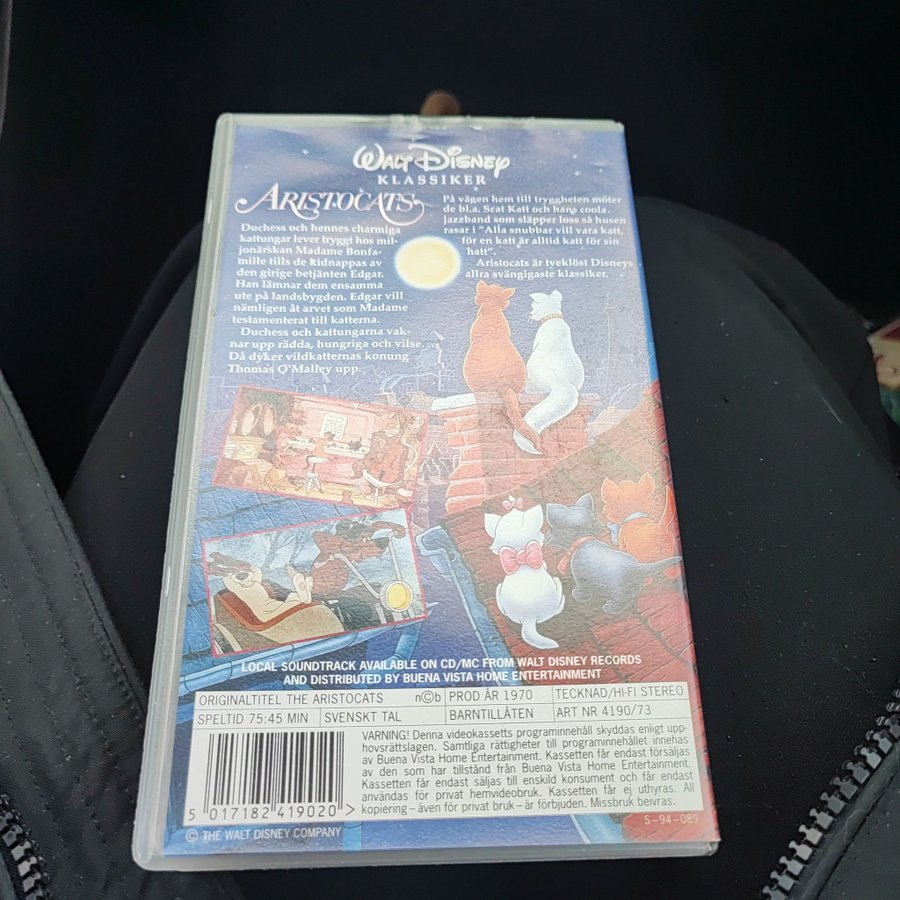 WALT DISNEY
KLASSIKER
ARISTOCATS
Duchess och hennes charmiga
kattungar lever tryggt hos mil-
jonärskan Madame Bonfa-
mille tills de kidnappas av
den girige betjänten Edgar.
Han lämnar dem ensamma
ute på landsbygden. Edgar vill
nämligen åt arvet som Madame
testamenterat till katterna.
Duchess och kattungarna vak-
nar upp rädda, hungriga och vilse.
Då dyker vildkatternas konung
Thomas O'Malley upp.
På vägen hem till tryggheten möter
de bl.a. Scat Katt och hans coola
jazzband som släpper loss så husen
rasar i "Alla snubbar vill vara katt,
för en katt är alltid katt för sin
hatt".
Aristocats är tveklöst Disneys
allra svängigaste klassiker.
LOCAL SOUNDTRACK AVAILABLE ON CD/MC FROM WALT DISNEY RECORDS
AND DISTRIBUTED BY BUENA VISTA HOME ENTERTAINMENT
ORIGINALTITEL THE ARISTOCATS n©b PROD ÅR 1970 TECKNAD/HI-FI STEREO
SPELTID 75:45 MIN SVENSKT TAL BARNTILLÅTEN ART NR 4190/73
VARNING! Denna videokassetts programinnehåll skyddas enligt upp-
hovsrättslagen. Samtliga rättigheter till programinnehållet innehas
av Buena Vista Home Entertainment. Kassetten får endast försäljas
av den som har tillstånd från Buena Vista Home Entertainment.
Kassetten får endast säljas till enskild konsument och får endast
användas för privat hemvideobruk. Kassetten får ej uthyras. All
kopiering – även för privat bruk – är förbjuden. Missbruk beivras.
5 017182 419020 >
S-94-089
© THE WALT DISNEY COMPANY